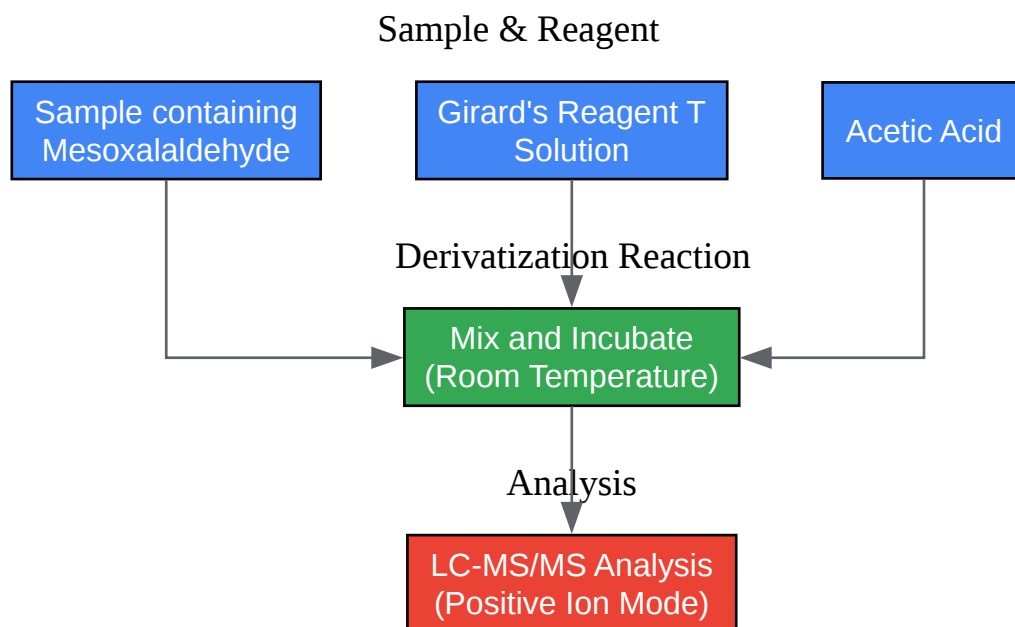 Sample & Reagent
Sample containing
Mesoxalaldehyde
Girard's Reagent T
Solution
Acetic Acid
Derivatization Reaction
Mix and Incubate
(Room Temperature)
Analysis
LC-MS/MS Analysis
(Positive Ion Mode)